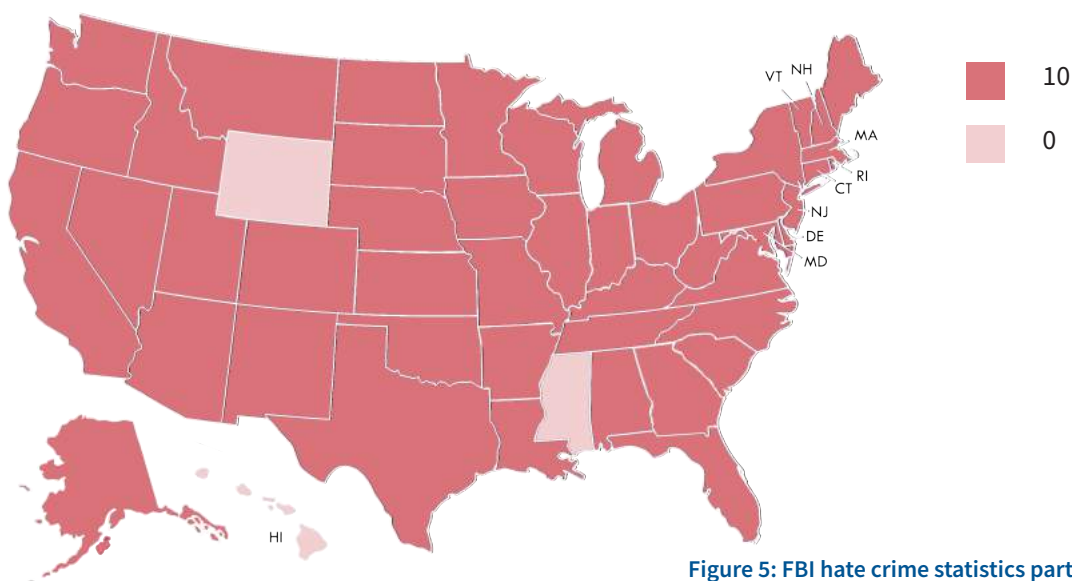 VT
NH
10
MA
0
RI
CT
NJ
DE
MD
HI
Figure 5: FBI hate crime statistics part